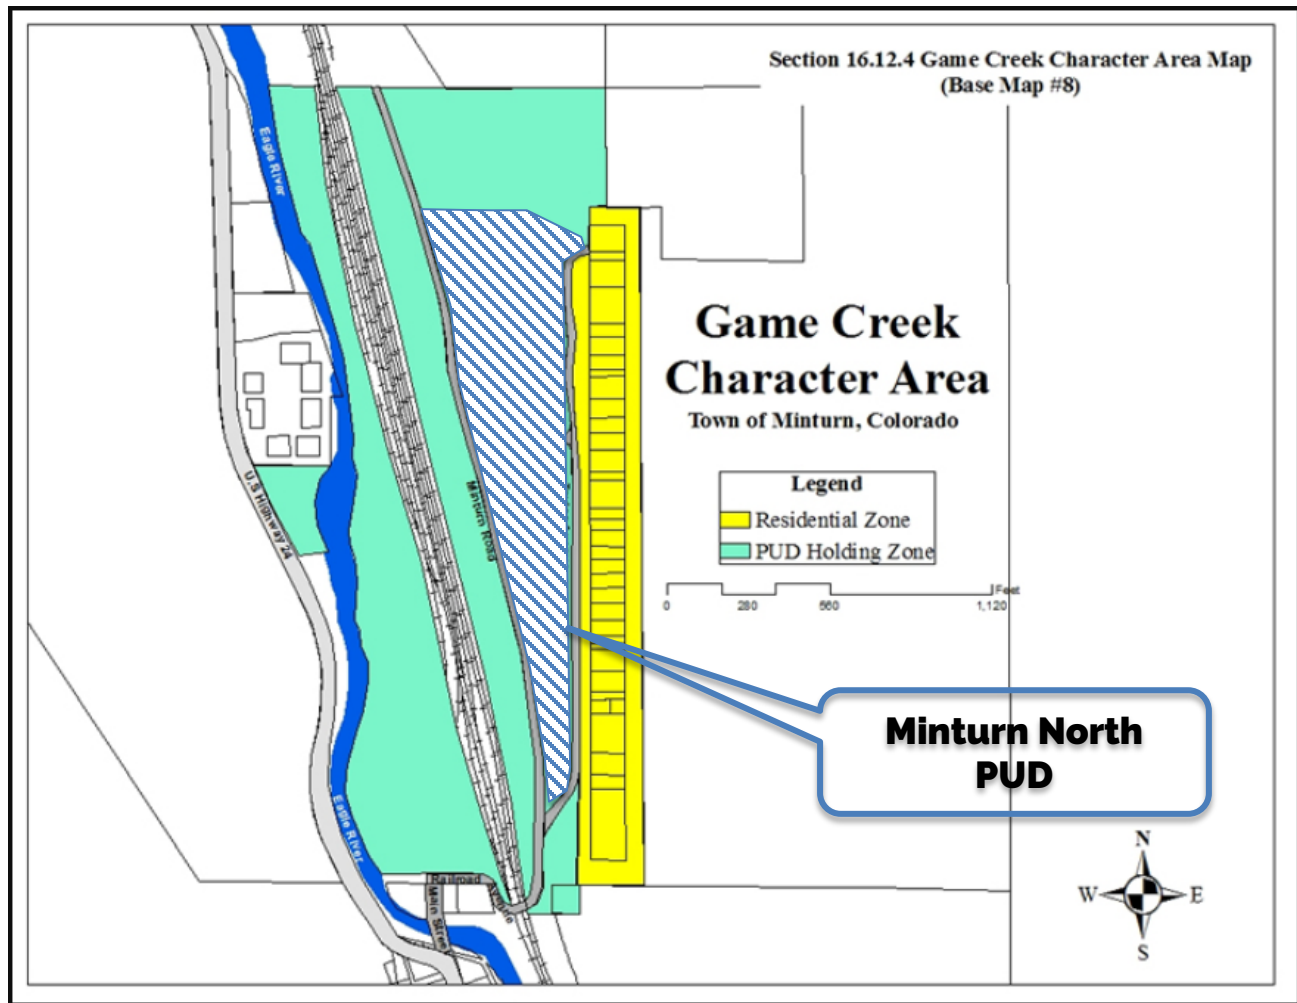 Section 16.12.4 Game Creek Character Area Map
(Base Map #8)
Eagle River
Game Creek
Character Area
Town of Minturn, Colorado
Legend
Residential Zone
PUD Holding Zone
U.S Highway 24
Minturn Road
Feet
0 280 560 1,120
Minturn North
PUD
Eagle River
Railroad
Avenue
Main Street
N
W E
S